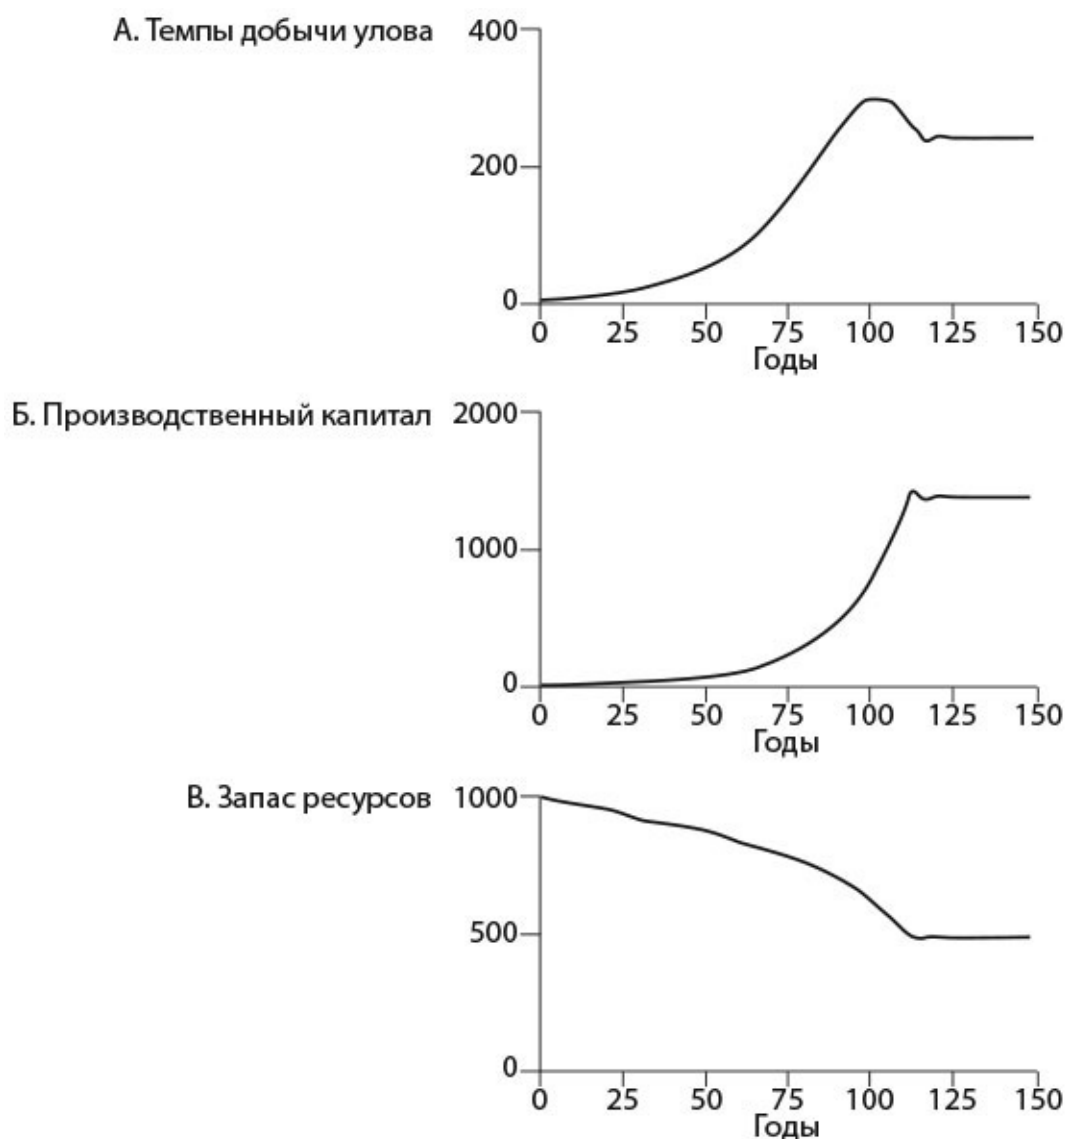 А. Темпы добычи улова
400
200
0
0 25 50 75 100 125 150
Годы
Б. Производственный капитал
2000
1000
0
0 25 50 75 100 125 150
Годы
В. Запас ресурсов
1000
500
0
0 25 50 75 100 125 150
Годы